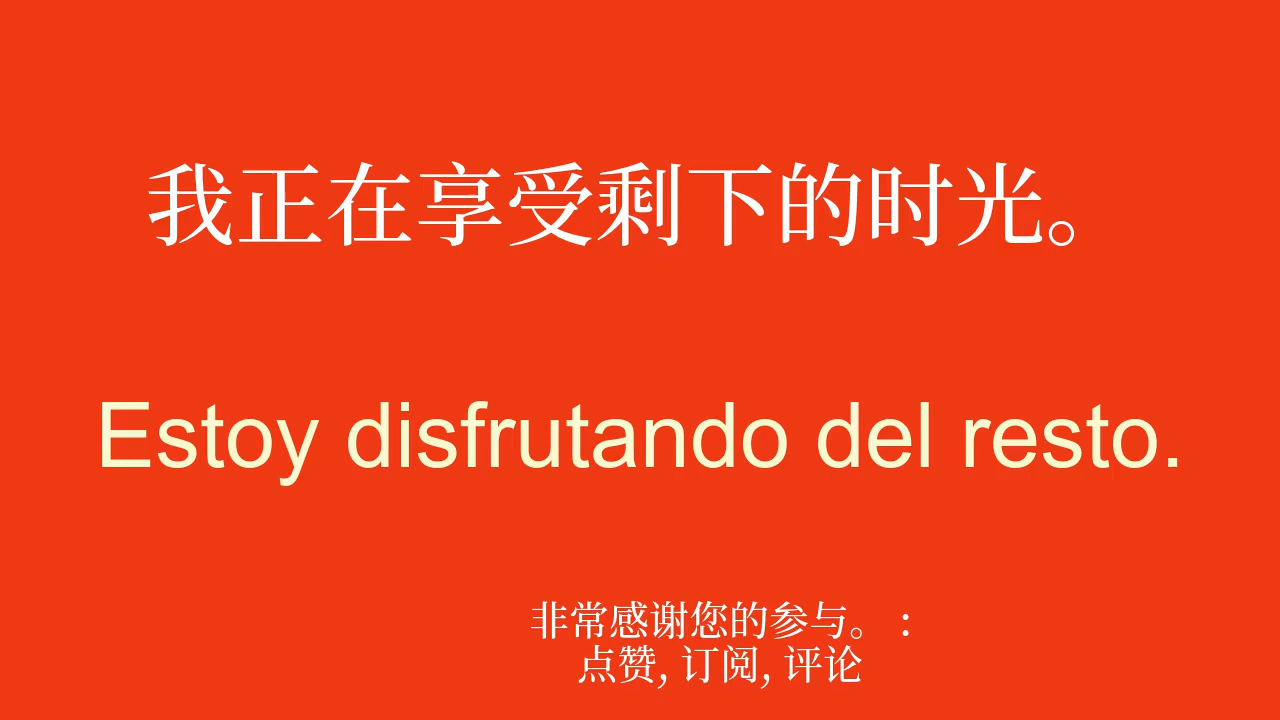 我正在享受剩下的时光。
Estoy disfrutando del resto.
非常感谢您的参与。 :
点赞, 订阅, 评论